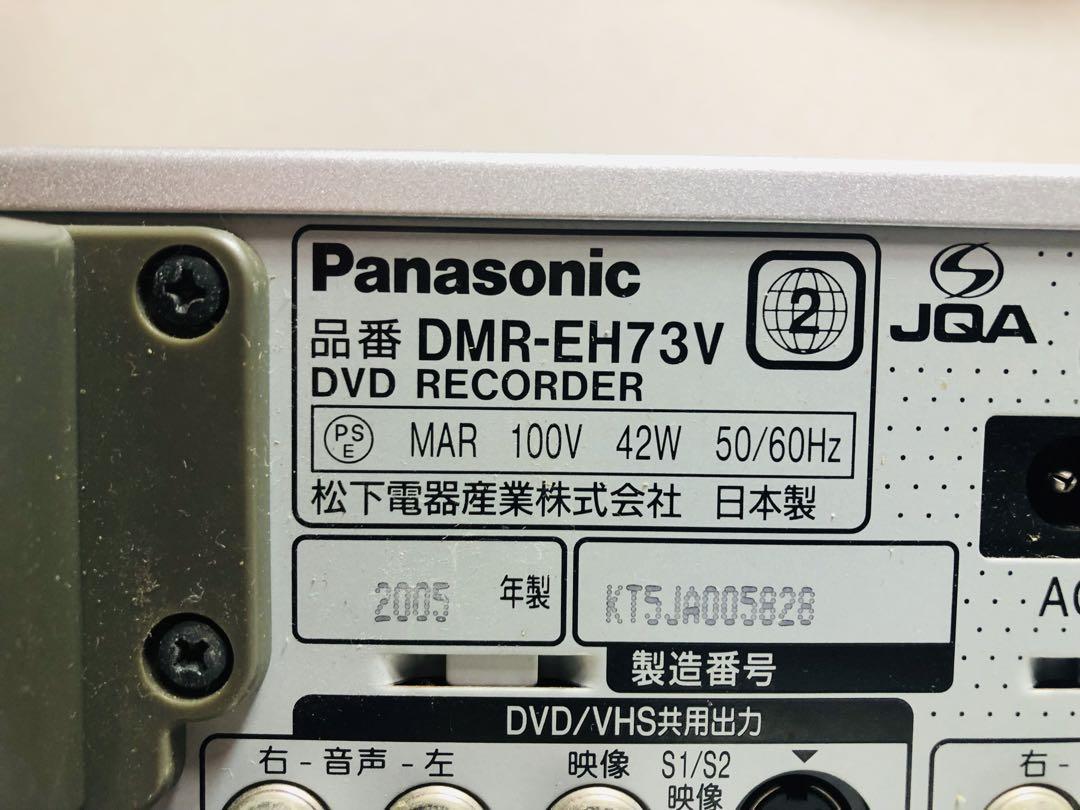 Panasonic
品番 DMR-EH73V
2
JQA
DVD RECORDER
PS
E
MAR 100V 42W 50/60Hz
松下電器産業株式会社 日本製
2005 年製
KT5JA005828
製造番号
AC
DVD/VHS共用出力
右 - 音声 - 左
映像
S1/S2
映像
右 -